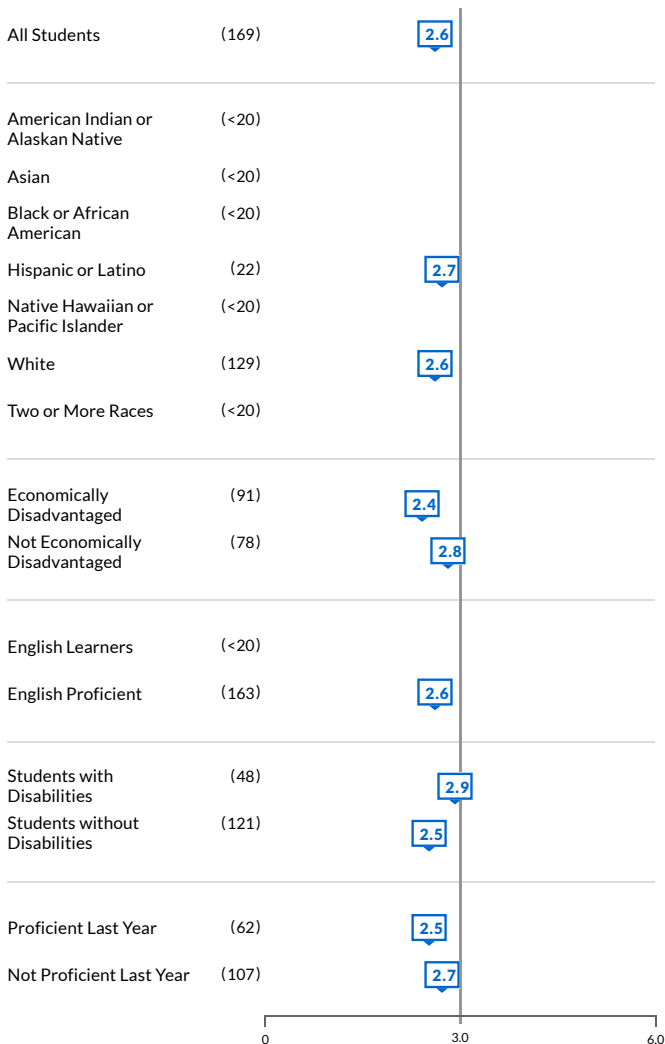 All Students (169) 2.6
American Indian or (<20)
Alaskan Native
Asian (<20)
Black or African (<20)
American
Hispanic or Latino (22) 2.7
Native Hawaiian or (<20)
Pacific Islander
White (129) 2.6
Two or More Races (<20)
Economically (91) 2.4
Disadvantaged
Not Economically (78) 2.8
Disadvantaged
English Learners (<20)
English Proficient (163) 2.6
Students with (48) 2.9
Disabilities
Students without (121) 2.5
Disabilities
Proficient Last Year (62) 2.5
Not Proficient Last Year (107) 2.7
0 3.0 6.0